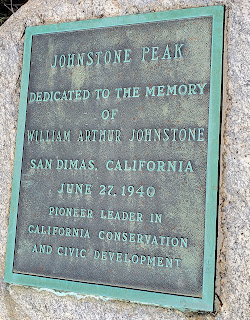 JOHNSTONE PEAK
DEDICATED TO THE MEMORY
OF
WILLIAM ARTHUR JOHNSTONE
SAN DIMAS, CALIFORNIA
JUNE 27, 1940
PIONEER LEADER IN
CALIFORNIA CONSERVATION
AND CIVIC DEVELOPMENT